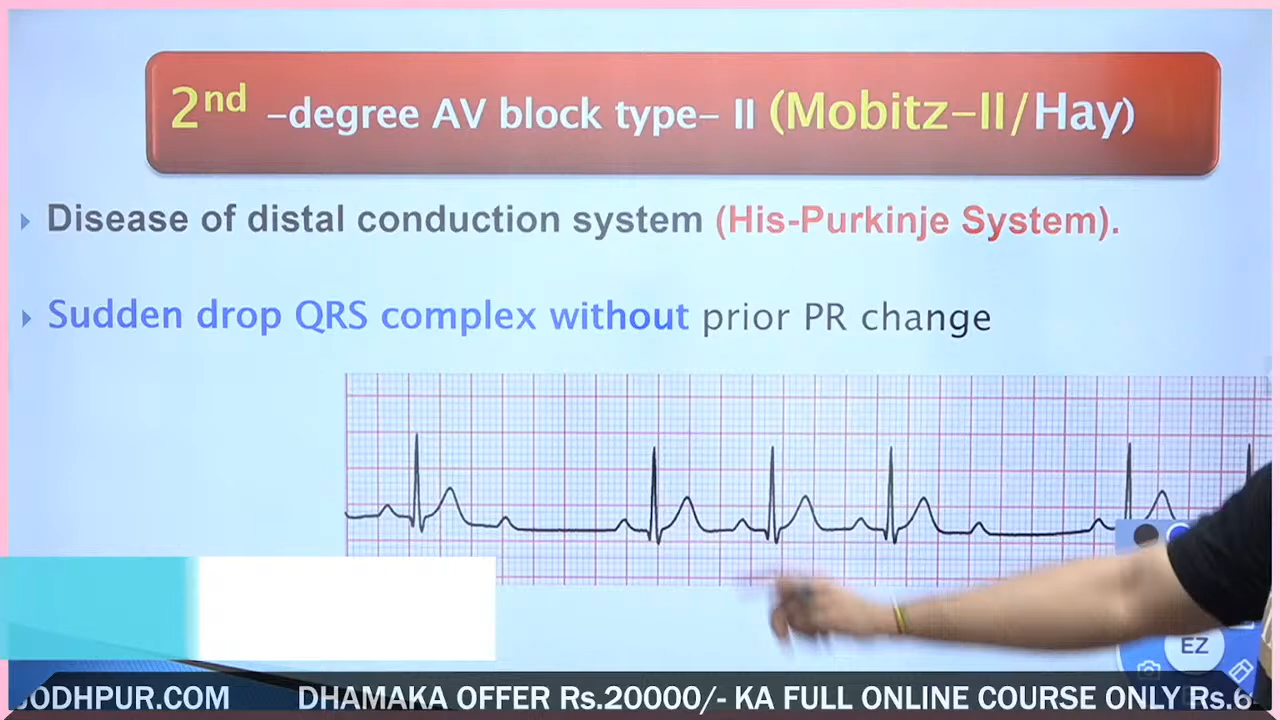 2nd -degree AV block type- II (Mobitz-II/Hay)
Disease of distal conduction system (His-Purkinje System).
Sudden drop QRS complex without prior PR change
EZ
JODHPUR.COM DHAMAKA OFFER Rs.20000/- KA FULL ONLINE COURSE ONLY Rs.6